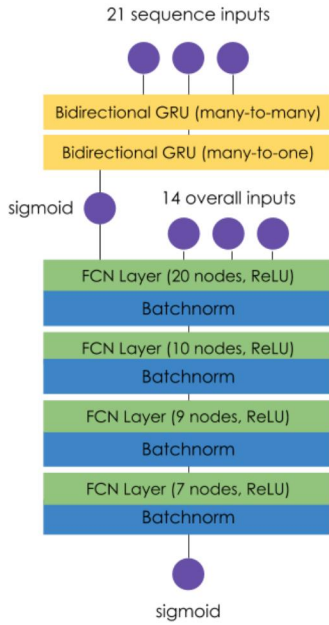 21 sequence inputs
Bidirectional GRU (many-to-many)
Bidirectional GRU (many-to-one)
sigmoid
14 overall inputs
FCN Layer (20 nodes, ReLU)
Batchnorm
FCN Layer (10 nodes, ReLU)
Batchnorm
FCN Layer (9 nodes, ReLU)
Batchnorm
FCN Layer (7 nodes, ReLU)
Batchnorm
sigmoid